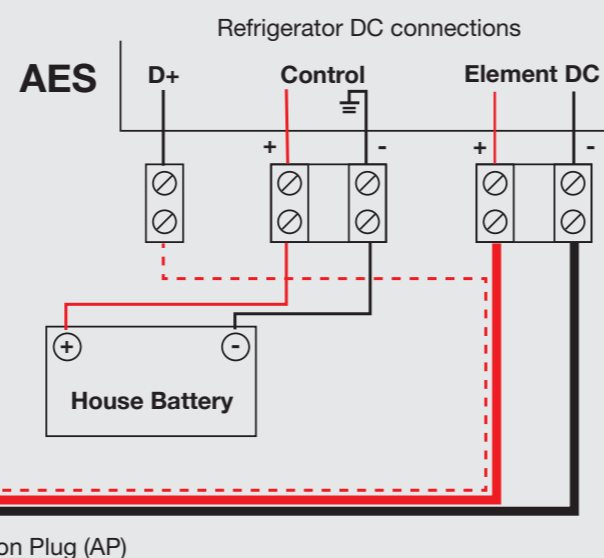 Refrigerator DC connections
AES
D+
Control
Element DC
+
-
+
-
+
-
House Battery
on Plug (AP)